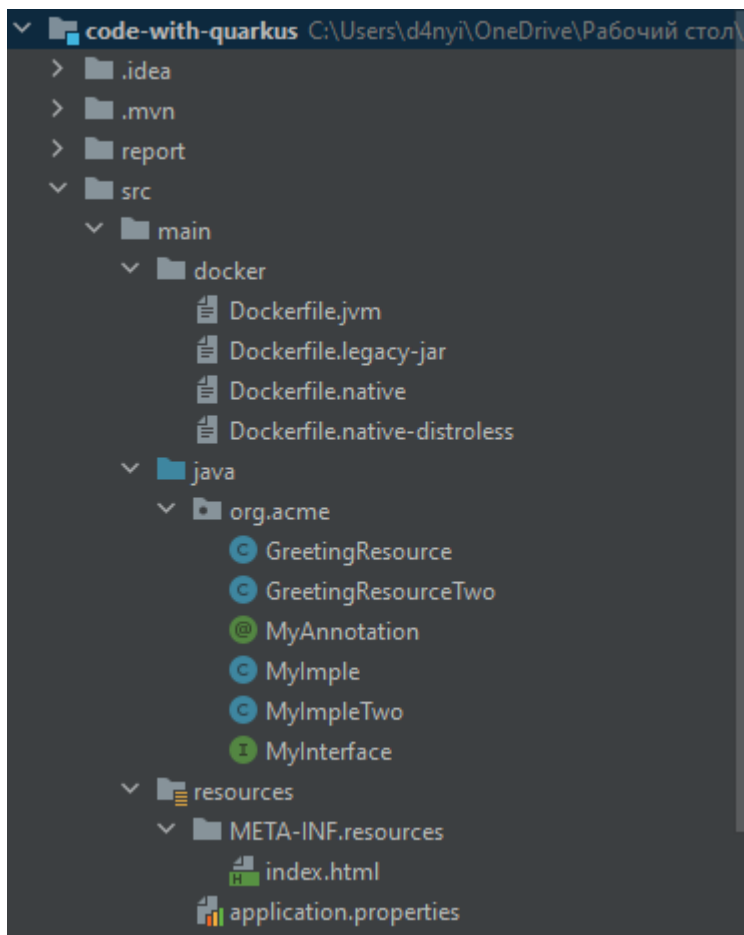 code-with-quarkus C:\Users\d4nyi\OneDrive\Рабочий стол\
.idea
.mvn
report
src
main
docker
Dockerfile.jvm
Dockerfile.legacy-jar
Dockerfile.native
Dockerfile.native-distroless
java
org.acme
GreetingResource
GreetingResourceTwo
MyAnnotation
MyImple
MyImpleTwo
MyInterface
resources
META-INF.resources
index.html
application.properties